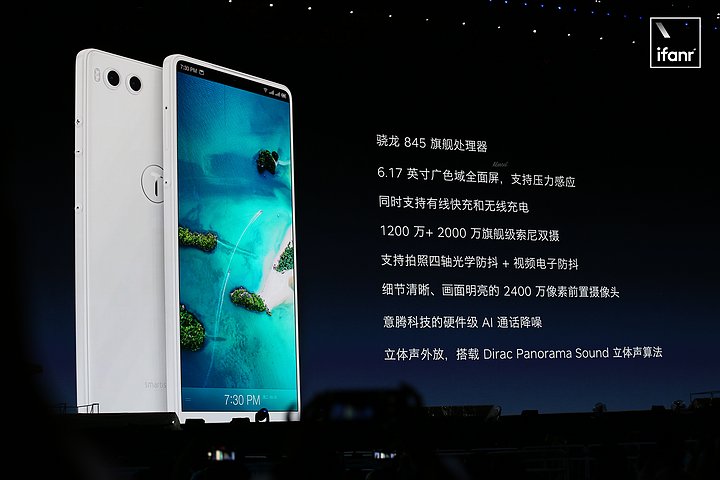 ifanr
7:30 PM
骁龙 845 旗舰处理器
6.17 英寸广色域全面屏，支持压力感应
同时支持有线快充和无线充电
1200 万+ 2000 万旗舰级索尼双摄
支持拍照四轴光学防抖 + 视频电子防抖
细节清晰、画面明亮的 2400 万像素前置摄像头
意腾科技的硬件级 AI 通话降噪
立体声外放，搭载 Dirac Panorama Sound 立体声算法
smartis
7:30 PM